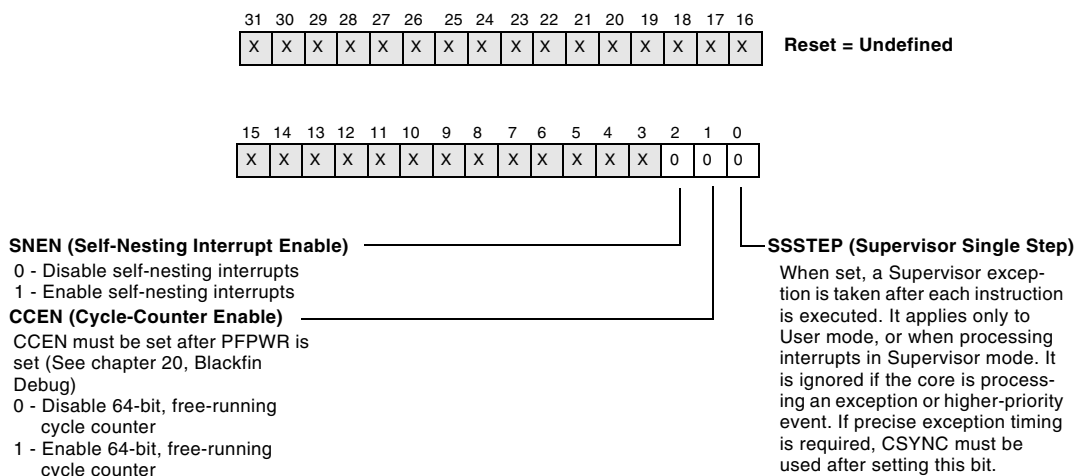 31 30 29 28 27 26 25 24 23 22 21 20 19 18 17 16
X X X X X X X X X X X X X X X X
Reset = Undefined
15 14 13 12 11 10 9 8 7 6 5 4 3 2 1 0
X X X X X X X X X X X X X 0 0 0
SNEN (Self-Nesting Interrupt Enable)
0 - Disable self-nesting interrupts
1 - Enable self-nesting interrupts
CCEN (Cycle-Counter Enable)
CCEN must be set after PFPWR is
set (See chapter 20, Blackfin
Debug)
0 - Disable 64-bit, free-running
cycle counter
1 - Enable 64-bit, free-running
cycle counter
SSSTEP (Supervisor Single Step)
When set, a Supervisor excep-
tion is taken after each instruction
is executed. It applies only to
User mode, or when processing
interrupts in Supervisor mode. It
is ignored if the core is process-
ing an exception or higher-priority
event. If precise exception timing
is required, CSYNC must be
used after setting this bit.